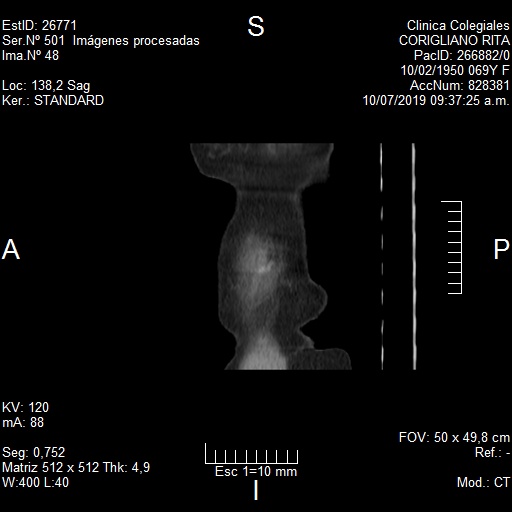 EstID: 26771
Ser.Nº 501  Imágenes procesadas
Ima.Nº 48
Loc: 138,2 Sag
Ker.: STANDARD
S
Clinica Colegiales
CORIGLIANO RITA
PacID: 266882/0
10/02/1950 069Y F
AccNum: 828381
10/07/2019 09:37:25 a.m.
A
P
KV: 120
mA: 88
Seg: 0,752
Matriz 512 x 512 Thk: 4,9
W:400 L:40
Esc 1=10 mm
I
FOV: 50 x 49,8 cm
Ref.: -
Mod.: CT